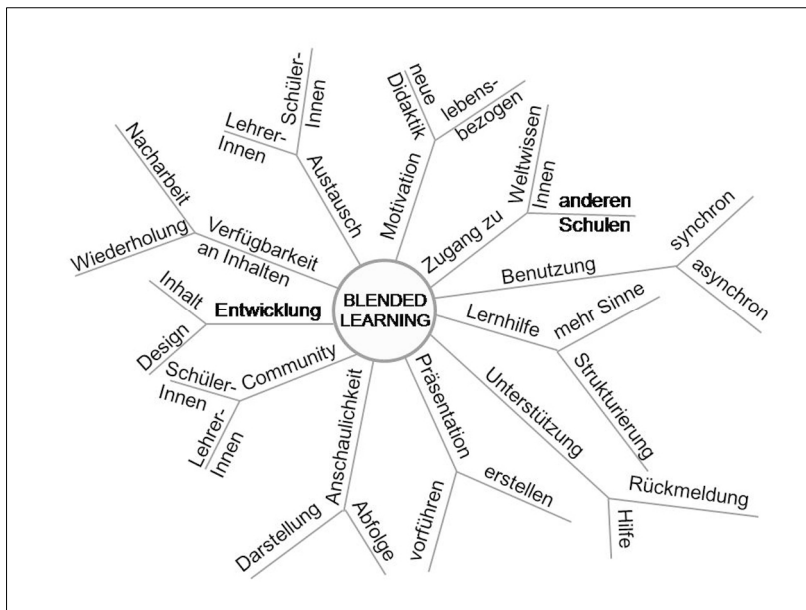 BLENDED
LEARNING
Motivation
neue
Didaktik
lebens-
bezogen
Zugang zu
Weltwissen
Innen
anderen
Schulen
Benutzung
synchron
asynchron
Lernhilfe
mehr Sinne
Strukturierung
Unterstützung
Rückmeldung
Hilfe
Präsentation
erstellen
vorführen
Anschaulichkeit
Abfolge
Darstellung
Community
Schüler-
Innen
Lehrer-
Innen
Entwicklung
Inhalt
Design
Verfügbarkeit
an Inhalten
Nacharbeit
Wiederholung
Austausch
Lehrer-
Innen
Schüler-
Innen